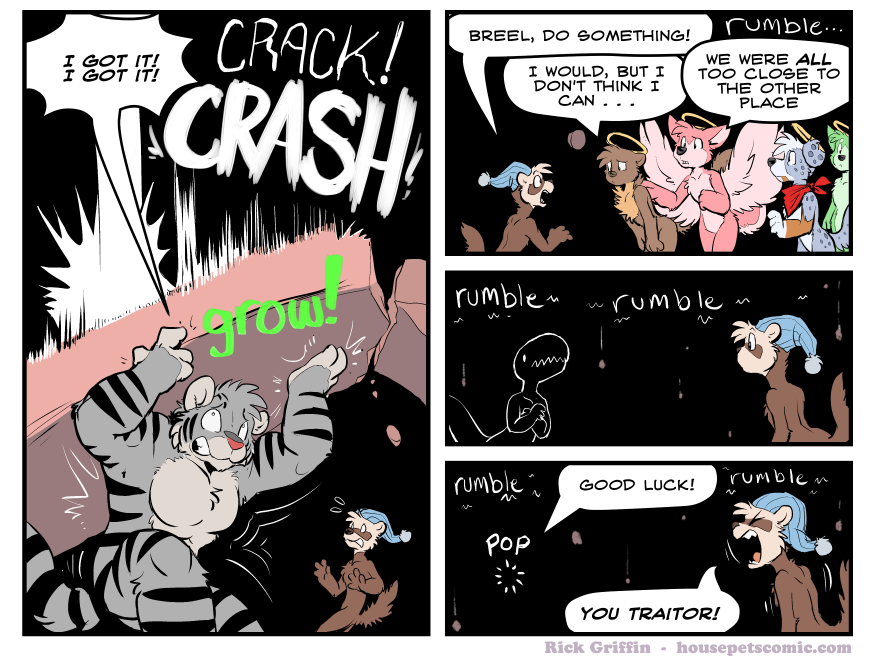 I GOT IT!
I GOT IT!
CRACK!
CRASH!
grow!
BREEL, DO SOMETHING!
rumble...
I WOULD, BUT I
DON'T THINK I
CAN . . .
WE WERE ALL
TOO CLOSE TO
THE OTHER
PLACE
rumble~
~ rumble ~
rumble
GOOD LUCK!
rumble
POP
YOU TRAITOR!
Rick Griffin - housepetscomic.com